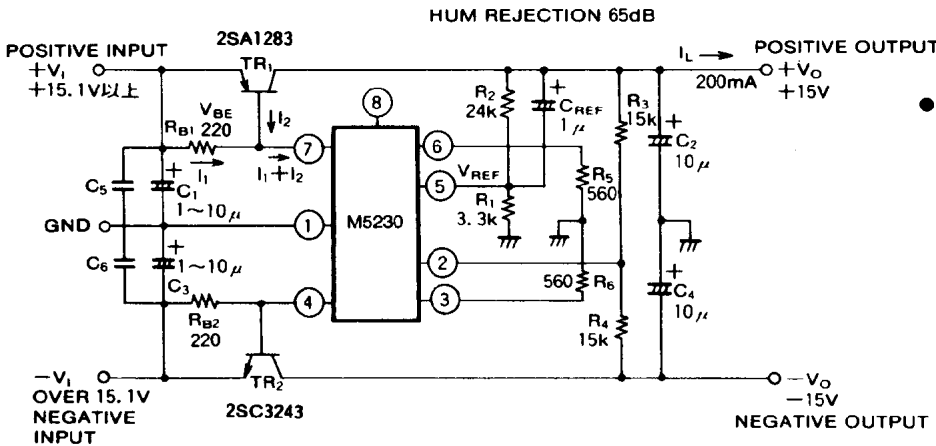 HUM REJECTION 65dB
POSITIVE INPUT
+VI
+15.1V以上
2SA1283
TR1
IL
200mA
POSITIVE OUTPUT
+VO
+15V
VBE
RB1 220
I2
I1
I1+I2
8
7
6
5
1
2
3
4
M5230
VREF
R2
24k
CREF
1μ
R3
15k
C2
10μ
R1
3.3k
R5
560
560 R6
R4
15k
C4
10μ
C5
C1
1～10μ
GND
C6
1～10μ
C3
RB2
220
TR2
2SC3243
−VI
OVER 15.1V
NEGATIVE
INPUT
−VO
−15V
NEGATIVE OUTPUT